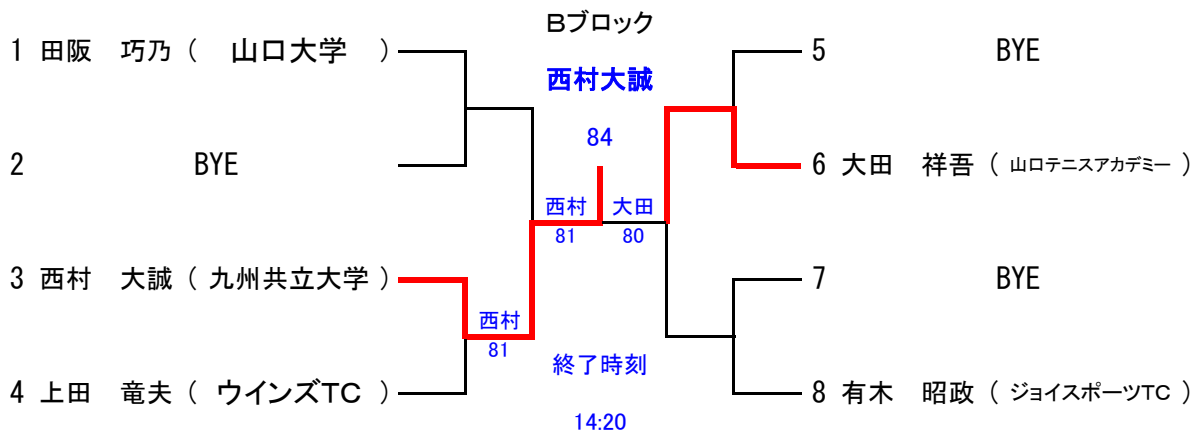 Bブロック
西村大誠
84
1 田阪 巧乃 ( 山口大学 )
2 BYE
3 西村 大誠 ( 九州共立大学 )
4 上田 竜夫 ( ウインズTC )
西村
81
西村
81
大田
80
5 BYE
6 大田 祥吾 ( 山口テニスアカデミー )
7 BYE
8 有木 昭政 ( ジョイスポーツTC )
終了時刻
14:20